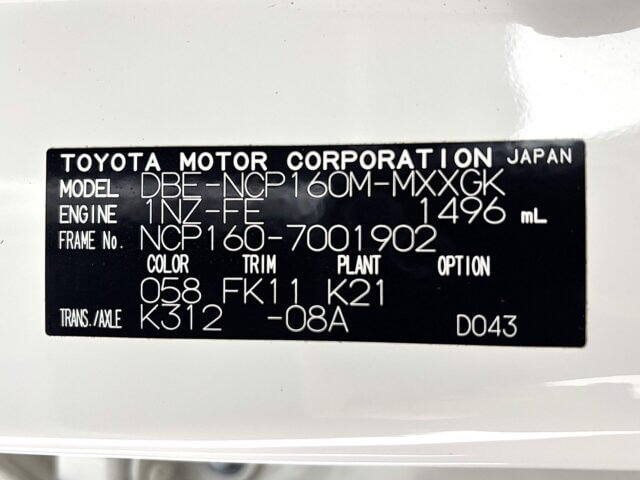 TOYOTA MOTOR CORPORATION JAPAN
MODEL DBE-NCP160M-MXXGK
ENGINE 1NZ-FE 1496 mL
FRAME No. NCP160-7001902
COLOR TRIM PLANT OPTION
058 FK11 K21
TRANS./AXLE K312 -08A D043